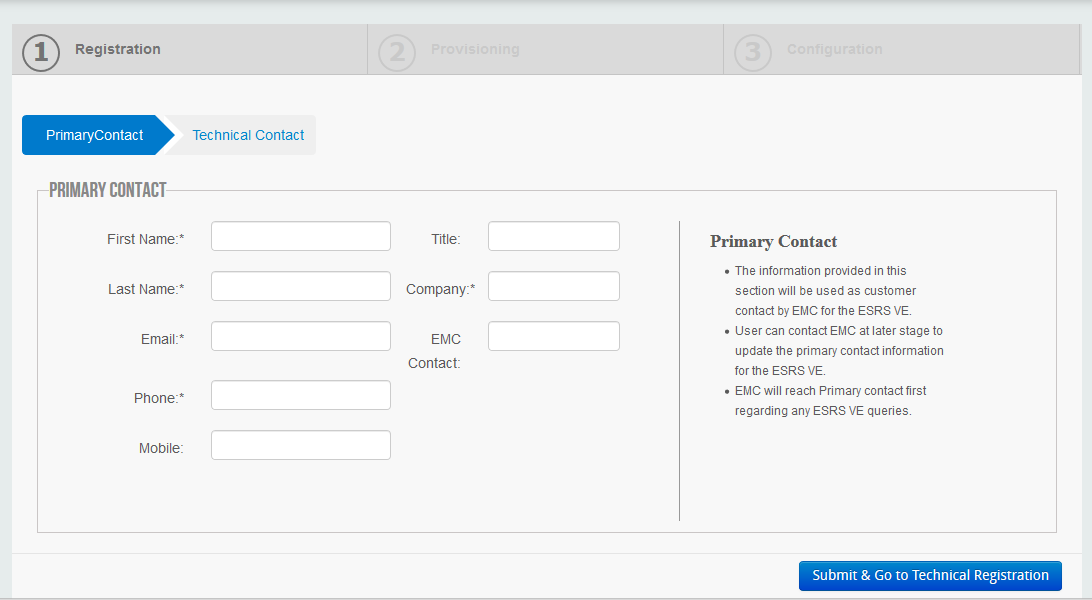 1 Registration
2 Provisioning
3 Configuration
PrimaryContact
Technical Contact
PRIMARY CONTACT
First Name:*
Title:
Last Name:*
Company:*
Email:*
EMC
Contact:
Phone:*
Mobile:
Primary Contact
• The information provided in this
section will be used as customer
contact by EMC for the ESRS VE.
• User can contact EMC at later stage to
update the primary contact information
for the ESRS VE.
• EMC will reach Primary contact first
regarding any ESRS VE queries.
Submit & Go to Technical Registration